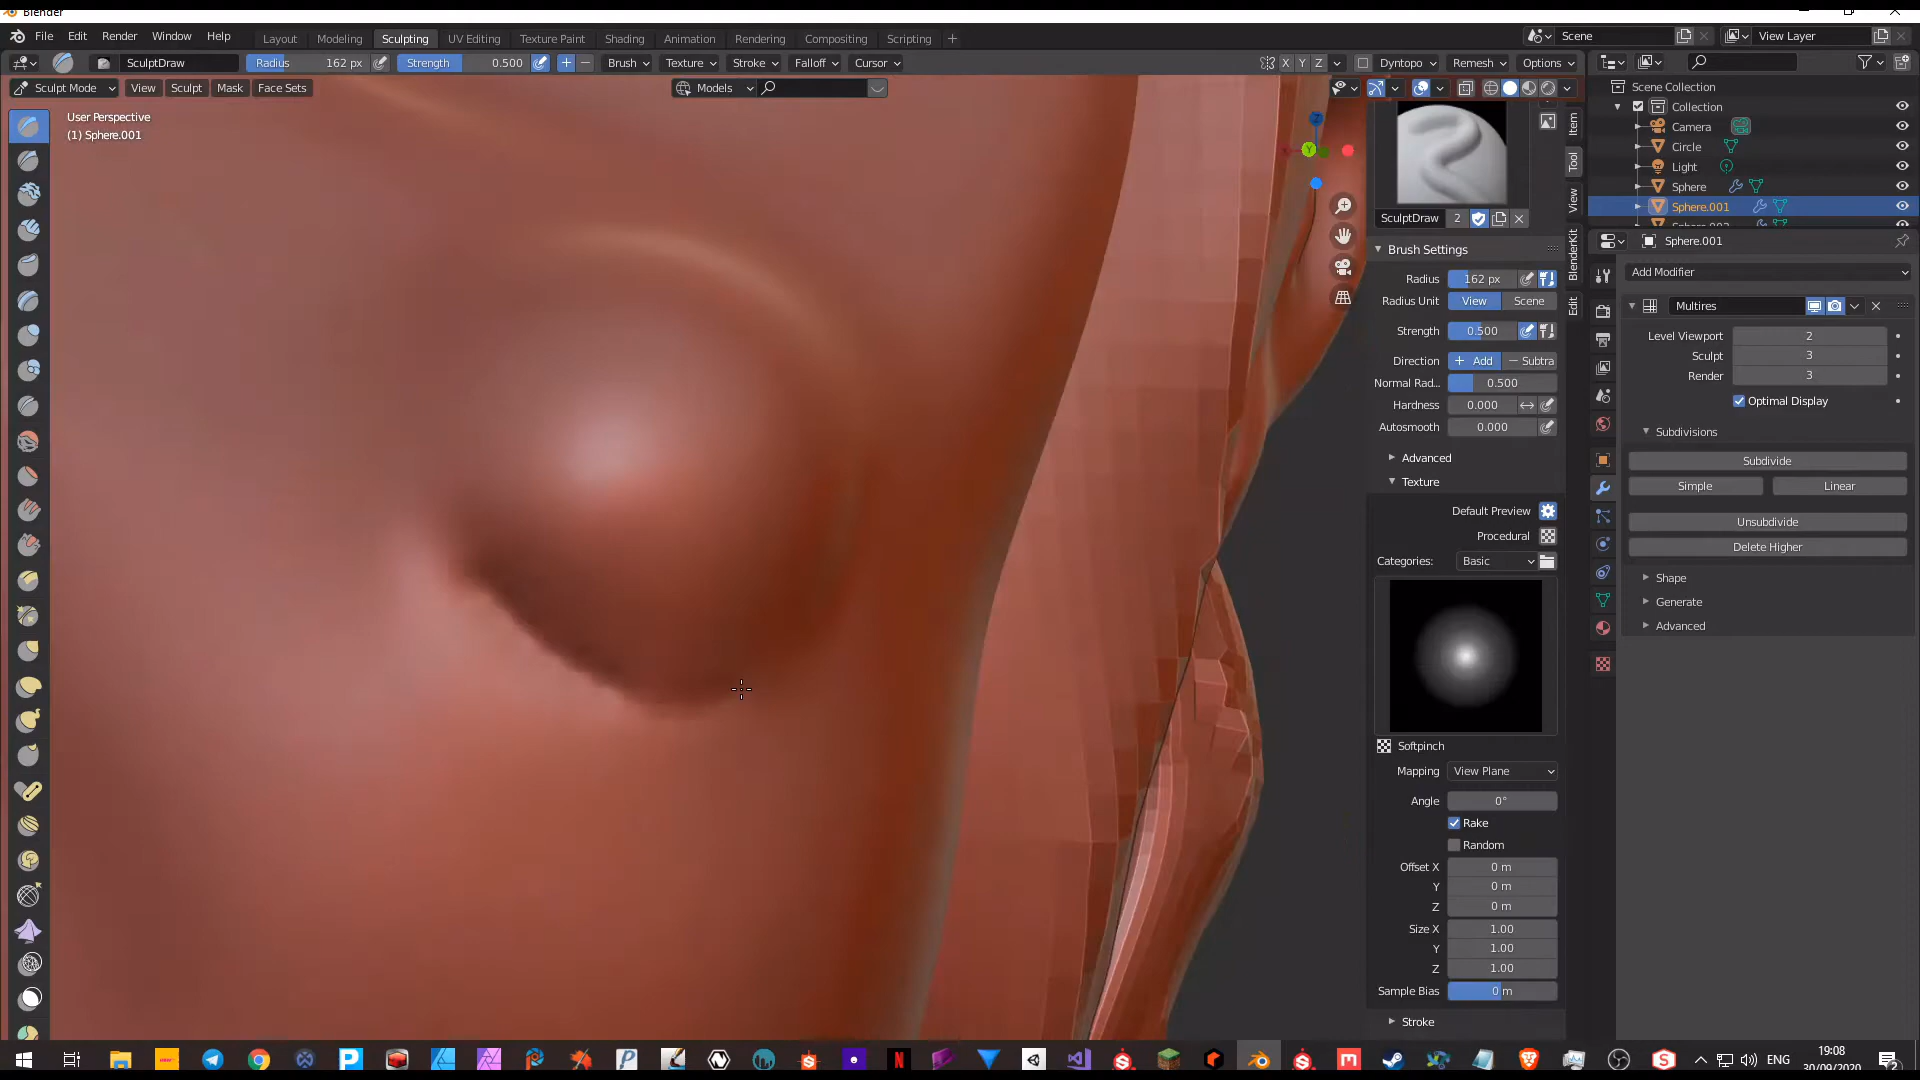 Blender
File Edit Render Window Help Layout Modeling Sculpting UV Editing Texture Paint Shading Animation Rendering Compositing Scripting Scene View Layer
SculptDraw Radius 162 px Strength 0.500 Brush Texture Stroke Falloff Cursor X Y Z Dyntopo Remesh Options
Sculpt Mode View Sculpt Mask Face Sets Models
User Perspective
(1) Sphere.001
Scene Collection
Collection
Camera
Circle
Light
Sphere
Sphere.001
Item
Tool
View
BlenderKit
Edit
SculptDraw 2
Brush Settings
Radius 162 px
Radius Unit View Scene
Strength 0.500
Direction Add Subtra
Normal Rad... 0.500
Hardness 0.000
Autosmooth 0.000
Advanced
Texture
Default Preview
Procedural
Categories: Basic
Softpinch
Mapping View Plane
Angle 0°
Rake
Random
Offset X 0 m
Y 0 m
Z 0 m
Size X 1.00
Y 1.00
Z 1.00
Sample Bias 0 m
Stroke
Sphere.001
Add Modifier
Multires
Level Viewport 2
Sculpt 3
Render 3
Optimal Display
Subdivisions
Subdivide
Simple Linear
Unsubdivide
Delete Higher
Shape
Generate
Advanced
ENG
19:08
30/09/2020